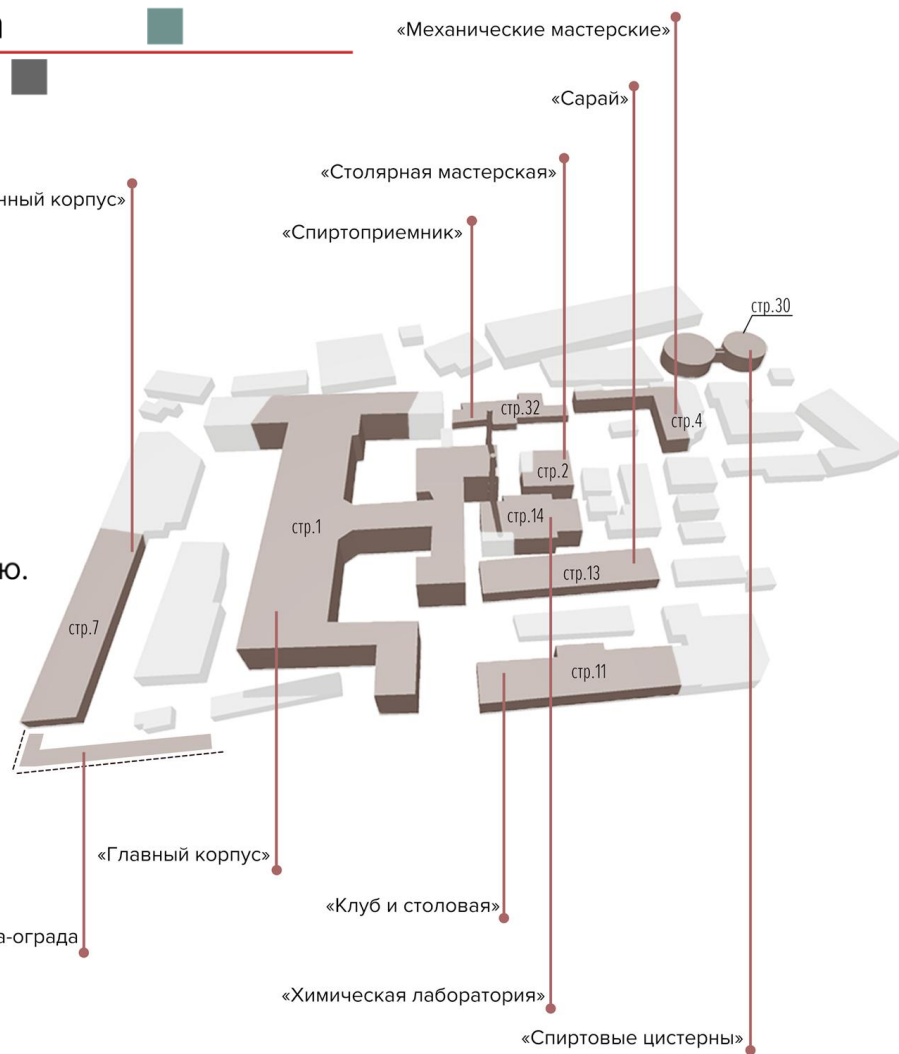 «Механические мастерские»
«Сарай»
«Столярная мастерская»
нный корпус»
«Спиртоприемник»
стр.30
стр.32
стр.4
стр.2
стр.14
стр.1
стр.13
ю.
стр.7
стр.11
«Главный корпус»
«Клуб и столовая»
а-ограда
«Химическая лаборатория»
«Спиртовые цистерны»